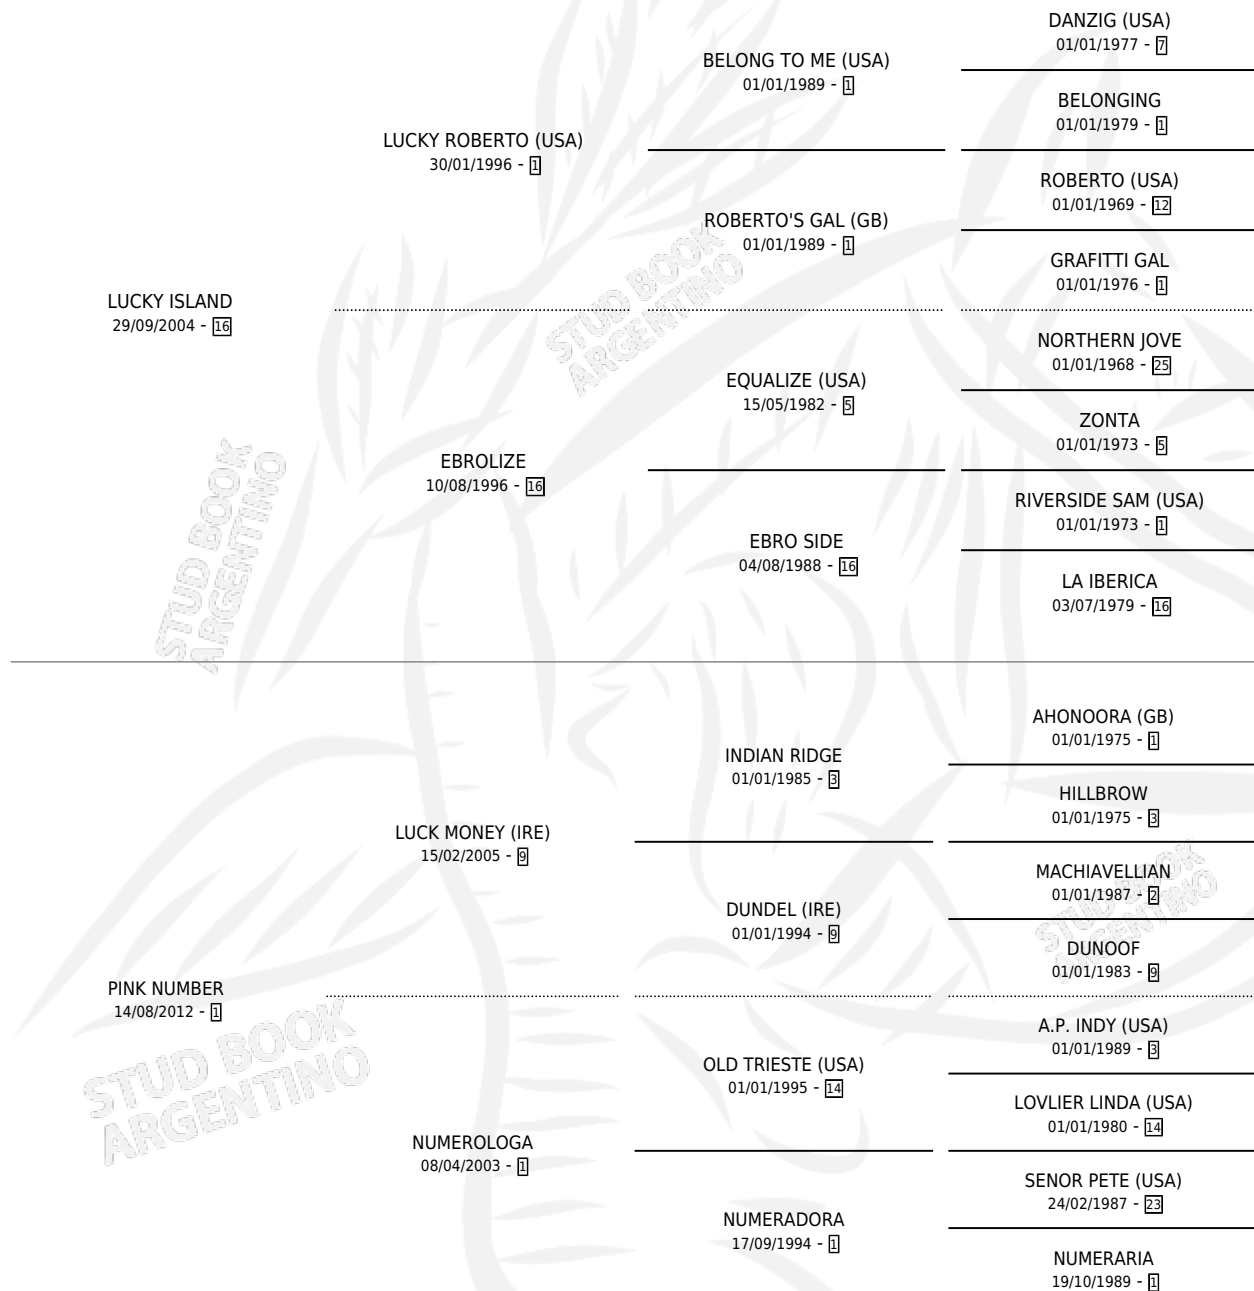 DANZIG (USA)
01/01/1977 - 7
BELONG TO ME (USA)
01/01/1989 - 1
BELONGING
01/01/1979 - 1
LUCKY ROBERTO (USA)
30/01/1996 - 1
ROBERTO (USA)
01/01/1969 - 12
ROBERTO'S GAL (GB)
01/01/1989 - 1
GRAFITTI GAL
01/01/1976 - 1
LUCKY ISLAND
29/09/2004 - 16
NORTHERN JOVE
01/01/1968 - 25
EQUALIZE (USA)
15/05/1982 - 5
ZONTA
01/01/1973 - 5
EBROLIZE
10/08/1996 - 16
RIVERSIDE SAM (USA)
01/01/1973 - 1
EBRO SIDE
04/08/1988 - 16
LA IBERICA
03/07/1979 - 16
STUD BOOK
ARGENTINO
STUD BOOK
ARGENTINO
AHONOORA (GB)
01/01/1975 - 1
INDIAN RIDGE
01/01/1985 - 3
HILLBROW
01/01/1975 - 3
LUCK MONEY (IRE)
15/02/2005 - 9
MACHIAVELLIAN
01/01/1987 - 2
DUNDEL (IRE)
01/01/1994 - 9
DUNOOF
01/01/1983 - 9
PINK NUMBER
14/08/2012 - 1
A.P. INDY (USA)
01/01/1989 - 3
OLD TRIESTE (USA)
01/01/1995 - 14
LOVLIER LINDA (USA)
01/01/1980 - 14
NUMEROLOGA
08/04/2003 - 1
SENOR PETE (USA)
24/02/1987 - 23
NUMERADORA
17/09/1994 - 1
NUMERARIA
19/10/1989 - 1
STUD BOOK
ARGENTINO
STUD BOOK
ARGENTINO